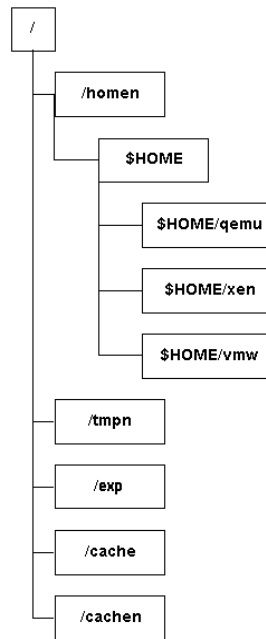 /
/homen
$HOME
$HOME/qemu
$HOME/xen
$HOME/vmw
/tmpn
/exp
/cache
/cachen